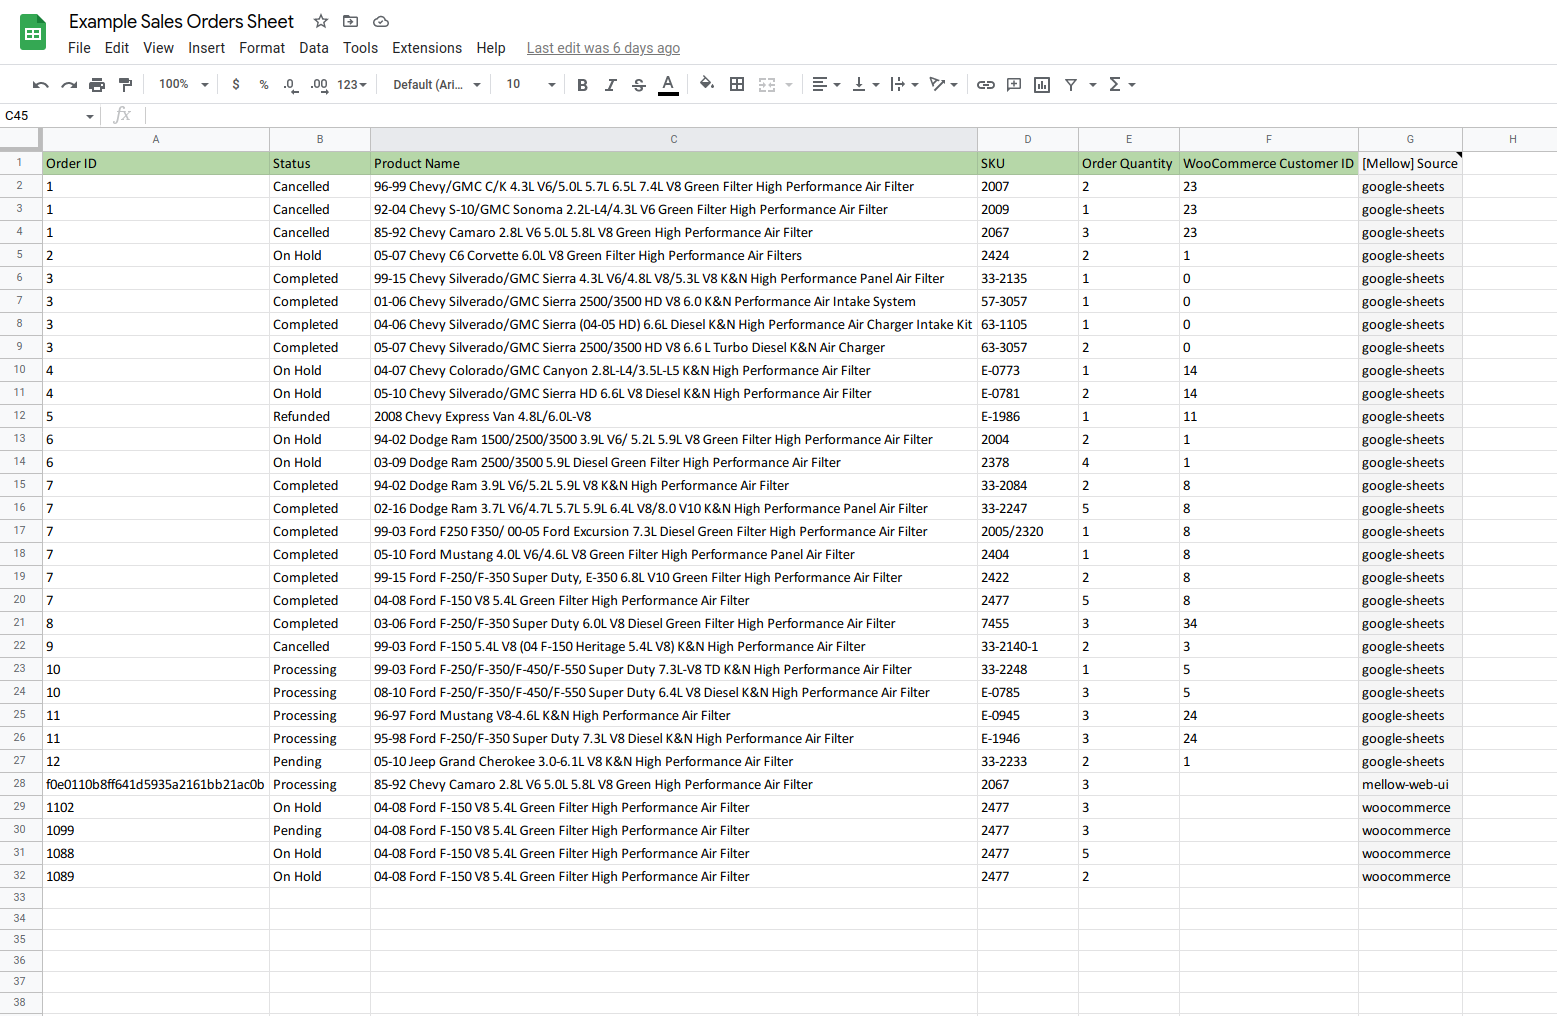 Example Sales Orders Sheet
File Edit View Insert Format Data Tools Extensions Help Last edit was 6 days ago
100% $ % .0 .00 123 Default (Ari... 10 B I S A Σ
C45 fx
A B C D E F G H
1 Order ID Status Product Name SKU Order Quantity WooCommerce Customer ID [Mellow] Source
2 1 Cancelled 96-99 Chevy/GMC C/K 4.3L V6/5.0L 5.7L 6.5L 7.4L V8 Green Filter High Performance Air Filter 2007 2 23 google-sheets
3 1 Cancelled 92-04 Chevy S-10/GMC Sonoma 2.2L-L4/4.3L V6 Green Filter High Performance Air Filter 2009 1 23 google-sheets
4 1 Cancelled 85-92 Chevy Camaro 2.8L V6 5.0L 5.8L V8 Green High Performance Air Filter 2067 3 23 google-sheets
5 2 On Hold 05-07 Chevy C6 Corvette 6.0L V8 Green Filter High Performance Air Filters 2424 2 1 google-sheets
6 3 Completed 99-15 Chevy Silverado/GMC Sierra 4.3L V6/4.8L V8/5.3L V8 K&N High Performance Panel Air Filter 33-2135 1 0 google-sheets
7 3 Completed 01-06 Chevy Silverado/GMC Sierra 2500/3500 HD V8 6.0 K&N Performance Air Intake System 57-3057 1 0 google-sheets
8 3 Completed 04-06 Chevy Silverado/GMC Sierra (04-05 HD) 6.6L Diesel K&N High Performance Air Charger Intake Kit 63-1105 1 0 google-sheets
9 3 Completed 05-07 Chevy Silverado/GMC Sierra 2500/3500 HD V8 6.6 L Turbo Diesel K&N Air Charger 63-3057 2 0 google-sheets
10 4 On Hold 04-07 Chevy Colorado/GMC Canyon 2.8L-L4/3.5L-L5 K&N High Performance Air Filter E-0773 1 14 google-sheets
11 4 On Hold 05-10 Chevy Silverado/GMC Sierra HD 6.6L V8 Diesel K&N High Performance Air Filter E-0781 2 14 google-sheets
12 5 Refunded 2008 Chevy Express Van 4.8L/6.0L-V8 E-1986 1 11 google-sheets
13 6 On Hold 94-02 Dodge Ram 1500/2500/3500 3.9L V6/ 5.2L 5.9L V8 Green Filter High Performance Air Filter 2004 2 1 google-sheets
14 6 On Hold 03-09 Dodge Ram 2500/3500 5.9L Diesel Green Filter High Performance Air Filter 2378 4 1 google-sheets
15 7 Completed 94-02 Dodge Ram 3.9L V6/5.2L 5.9L V8 K&N High Performance Air Filter 33-2084 2 8 google-sheets
16 7 Completed 02-16 Dodge Ram 3.7L V6/4.7L 5.7L 5.9L 6.4L V8/8.0 V10 K&N High Performance Panel Air Filter 33-2247 5 8 google-sheets
17 7 Completed 99-03 Ford F250 F350/ 00-05 Ford Excursion 7.3L Diesel Green Filter High Performance Air Filter 2005/2320 1 8 google-sheets
18 7 Completed 05-10 Ford Mustang 4.0L V6/4.6L V8 Green Filter High Performance Panel Air Filter 2404 1 8 google-sheets
19 7 Completed 99-15 Ford F-250/F-350 Super Duty, E-350 6.8L V10 Green Filter High Performance Air Filter 2422 2 8 google-sheets
20 7 Completed 04-08 Ford F-150 V8 5.4L Green Filter High Performance Air Filter 2477 5 8 google-sheets
21 8 Completed 03-06 Ford F-250/F-350 Super Duty 6.0L V8 Diesel Green Filter High Performance Air Filter 7455 3 34 google-sheets
22 9 Cancelled 99-03 Ford F-150 5.4L V8 (04 F-150 Heritage 5.4L V8) K&N High Performance Air Filter 33-2140-1 2 3 google-sheets
23 10 Processing 99-03 Ford F-250/F-350/F-450/F-550 Super Duty 7.3L-V8 TD K&N High Performance Air Filter 33-2248 1 5 google-sheets
24 10 Processing 08-10 Ford F-250/F-350/F-450/F-550 Super Duty 6.4L V8 Diesel K&N High Performance Air Filter E-0785 3 5 google-sheets
25 11 Processing 96-97 Ford Mustang V8-4.6L K&N High Performance Air Filter E-0945 3 24 google-sheets
26 11 Processing 95-98 Ford F-250/F-350 Super Duty 7.3L V8 Diesel K&N High Performance Air Filter E-1946 3 24 google-sheets
27 12 Pending 05-10 Jeep Grand Cherokee 3.0-6.1L V8 K&N High Performance Air Filter 33-2233 2 1 google-sheets
28 f0e0110b8ff641d5935a2161bb21ac0b Processing 85-92 Chevy Camaro 2.8L V6 5.0L 5.8L V8 Green High Performance Air Filter 2067 3 mellow-web-ui
29 1102 On Hold 04-08 Ford F-150 V8 5.4L Green Filter High Performance Air Filter 2477 3 woocommerce
30 1099 Pending 04-08 Ford F-150 V8 5.4L Green Filter High Performance Air Filter 2477 3 woocommerce
31 1088 On Hold 04-08 Ford F-150 V8 5.4L Green Filter High Performance Air Filter 2477 5 woocommerce
32 1089 On Hold 04-08 Ford F-150 V8 5.4L Green Filter High Performance Air Filter 2477 2 woocommerce
33
34
35
36
37
38